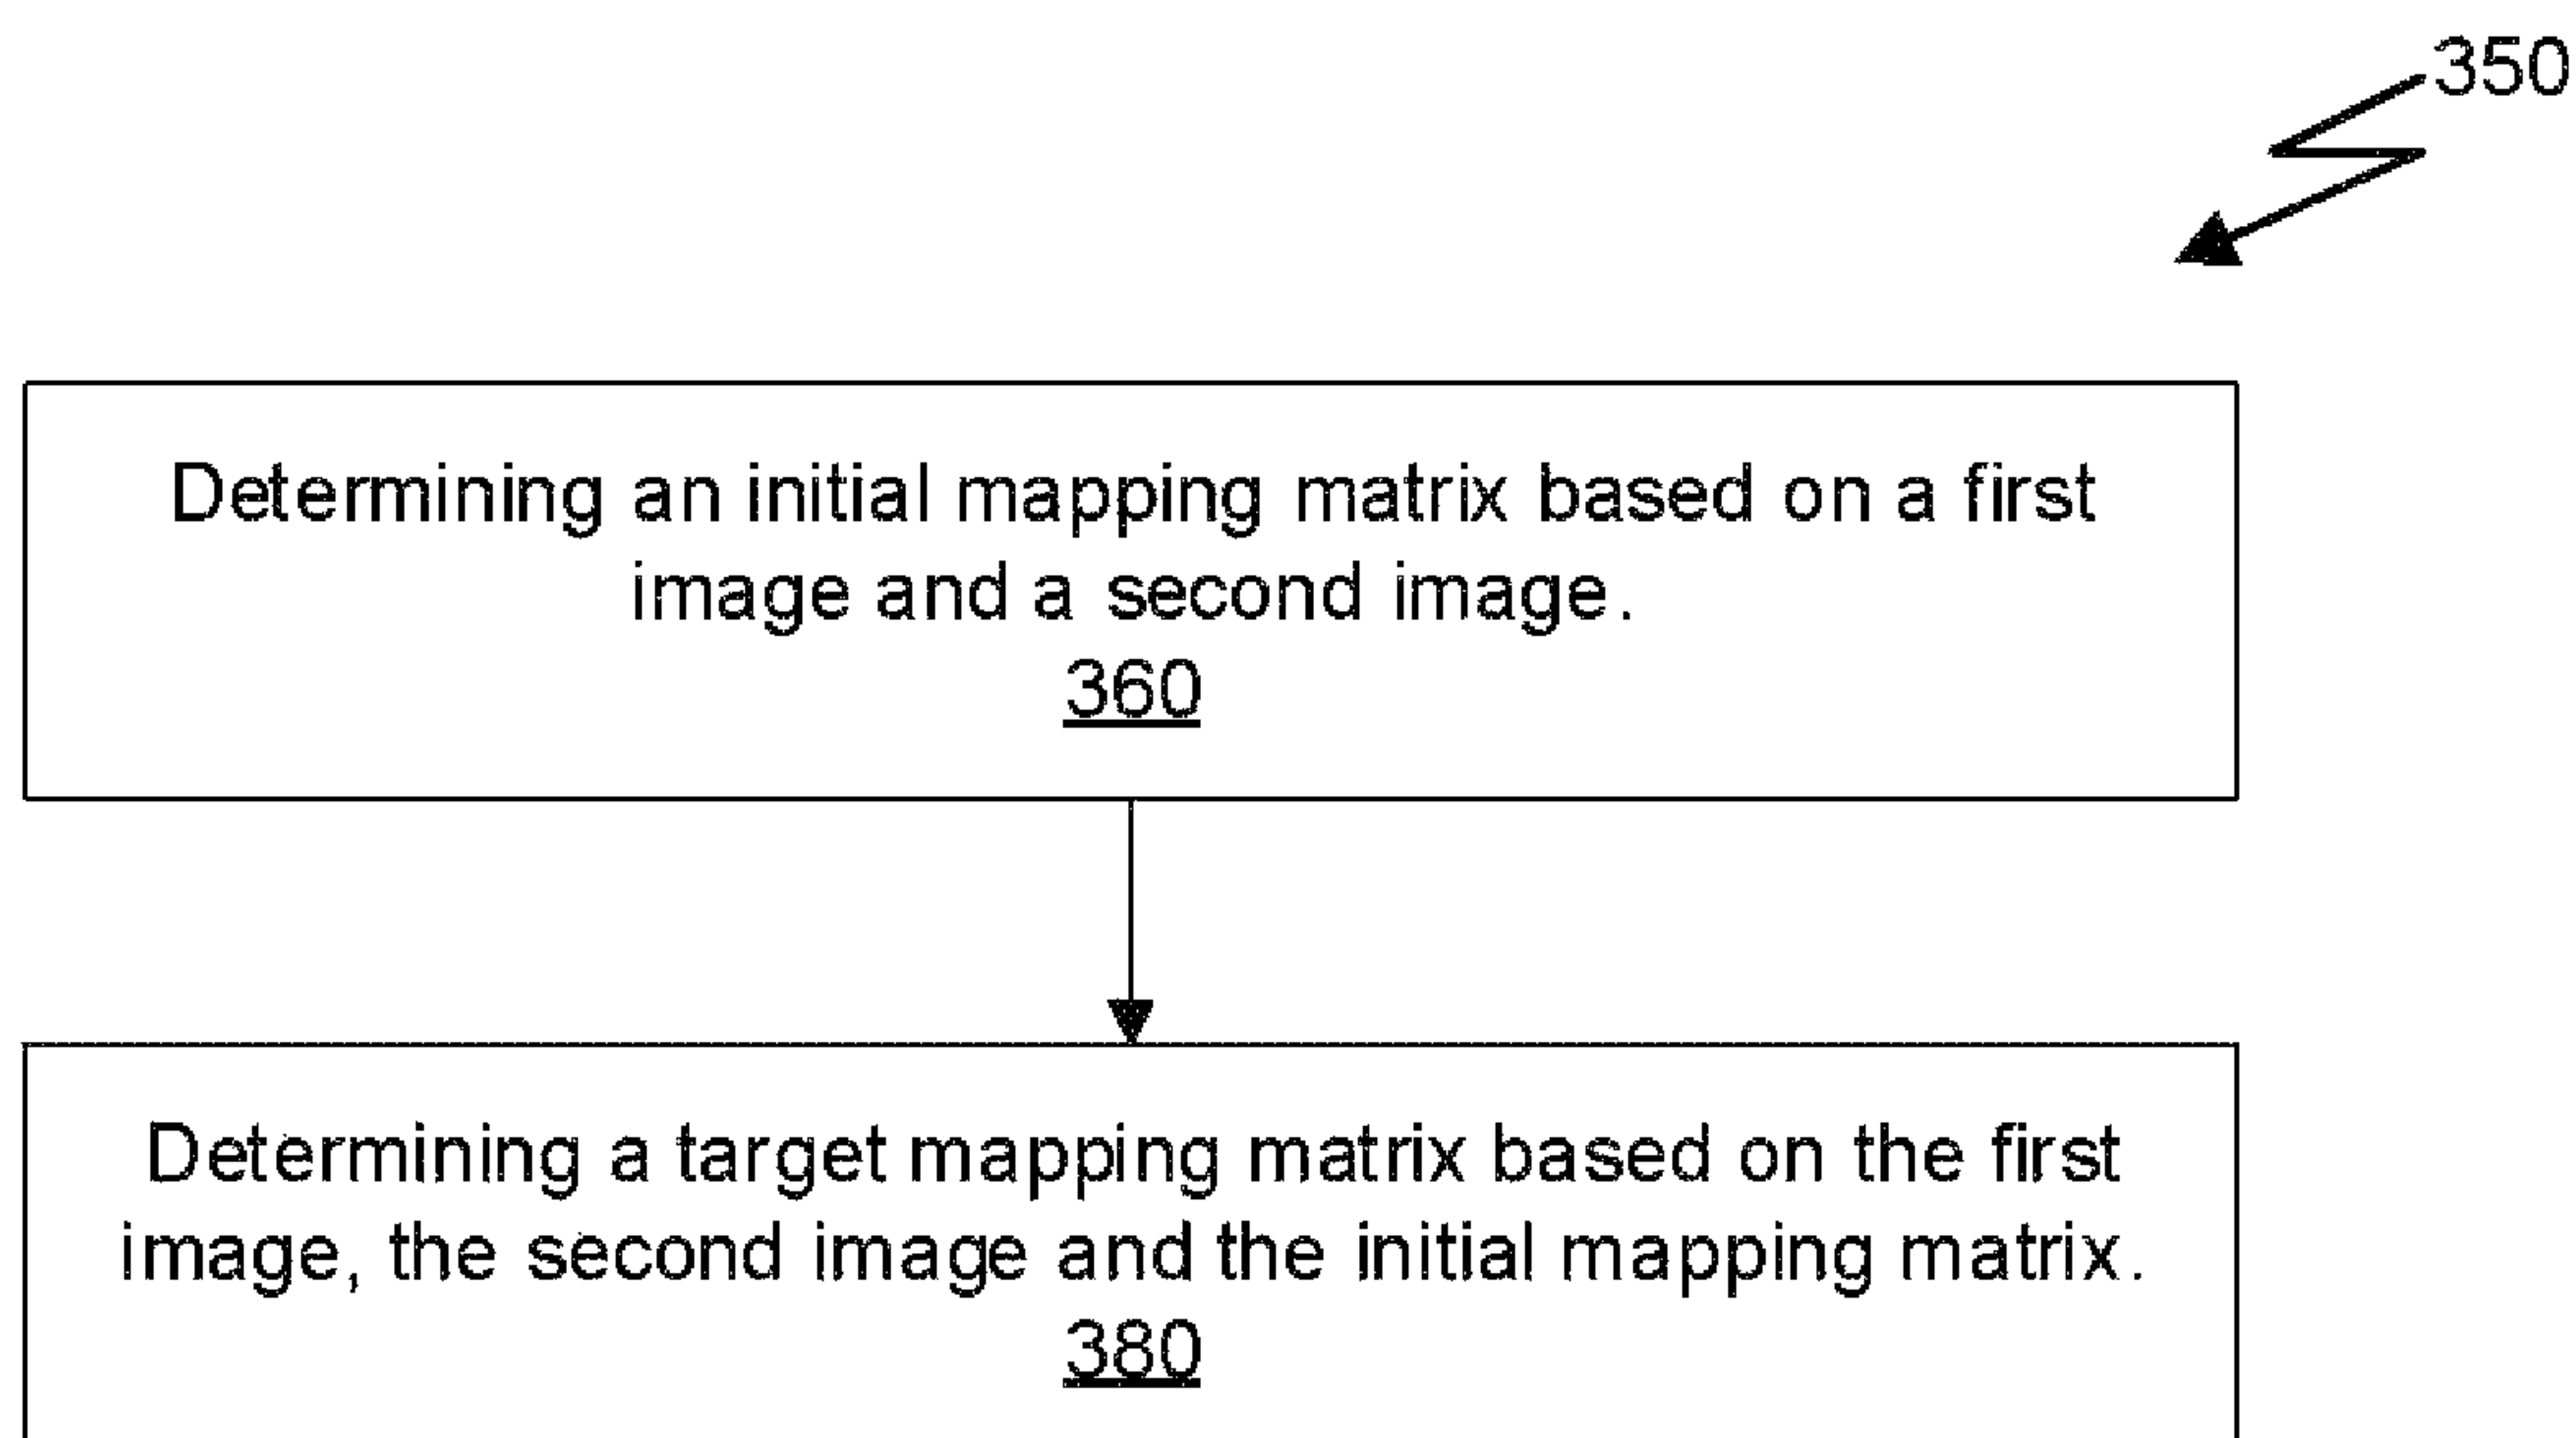 350
Determining an initial mapping matrix based on a first
image and a second image.
360
Determining a target mapping matrix based on the first
image, the second image and the initial mapping matrix.
380